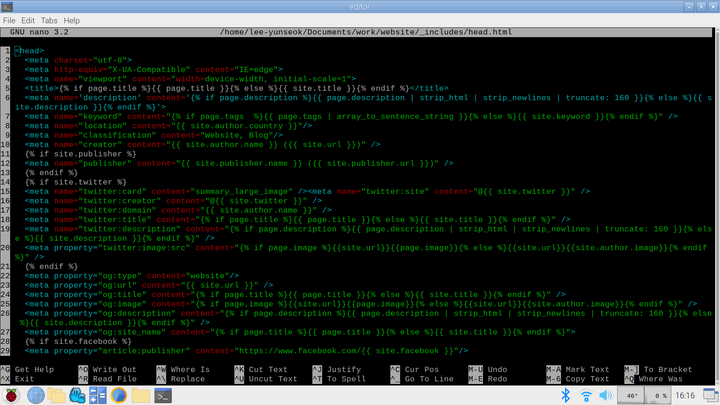 editor
File Edit Tabs Help
GNU nano 3.2 /home/lee-yunseok/Documents/work/website/_includes/head.html
1 <head>
2 <meta charset="utf-8">
3 <meta http-equiv="X-UA-Compatible" content="IE=edge">
4 <meta name="viewport" content="width=device-width, initial-scale=1">
5 <title>{% if page.title %}{{ page.title }}{% else %}{{ site.title }}{% endif %}</title>
6 <meta name='description' content='{% if page.description %}{{ page.description | strip_html | strip_newlines | truncate: 160 }}{% else %}{{ s
ite.description }}{% endif %}'>
7 <meta name="keyword" content="{% if page.tags %}{{ page.tags | array_to_sentence_string }}{% else %}{{ site.keyword }}{% endif %}" />
8 <meta name="location" content="{{ site.author.country }}"/>
9 <meta name="classification" content="Website, Blog"/>
10 <meta name="creator" content="{{ site.author.name }} ({{ site.url }})" />
11 {% if site.publisher %}
12 <meta name="publisher" content="{{ site.publisher.name }} ({{ site.publisher.url }})" />
13 {% endif %}
14 {% if site.twitter %}
15 <meta name="twitter:card" content="summary_large_image" /><meta name="twitter:site" content="@{{ site.twitter }}" />
16 <meta name="twitter:creator" content="@{{ site.twitter }}" />
17 <meta name="twitter:domain" content="{{ site.author.name }}" />
18 <meta name="twitter:title" content="{% if page.title %}{{ page.title }}{% else %}{{ site.title }}{% endif %}" />
19 <meta name="twitter:description" content="{% if page.description %}{{ page.description | strip_html | strip_newlines | truncate: 160 }}{% els
e %}{{ site.description }}{% endif %}" />
20 <meta property="twitter:image:src" content="{% if page.image %}{{site.url}}{{page.image}}{% else %}{{site.url}}{{site.author.image}}{% endif
%}" />
21 {% endif %}
22 <meta property="og:type" content="website"/>
23 <meta property="og:url" content="{{ site.url }}" />
24 <meta property="og:title" content="{% if page.title %}{{ page.title }}{% else %}{{ site.title }}{% endif %}" />
25 <meta property="og:image" content="{% if page.image %}{{site.url}}{{page.image}}{% else %}{{site.url}}{{site.author.image}}{% endif %}" />
26 <meta property="og:description" content="{% if page.description %}{{ page.description | strip_html | strip_newlines | truncate: 160 }}{% else
%}{{ site.description }}{% endif %}" />
27 <meta property="og:site_name" content="{% if page.title %}{{ page.title }}{% else %}{{ site.title }}{% endif %}">
28 {% if site.facebook %}
29 <meta property="article:publisher" content="https://www.facebook.com/{{ site.facebook }}"/>
^G Get Help ^O Write Out ^W Where Is ^K Cut Text ^J Justify ^C Cur Pos M-U Undo M-A Mark Text M-] To Bracket
^X Exit ^R Read File ^\ Replace ^U Uncut Text ^T To Spell ^_ Go To Line M-E Redo M-6 Copy Text ^Q Where Was
46° 0 % 16:16